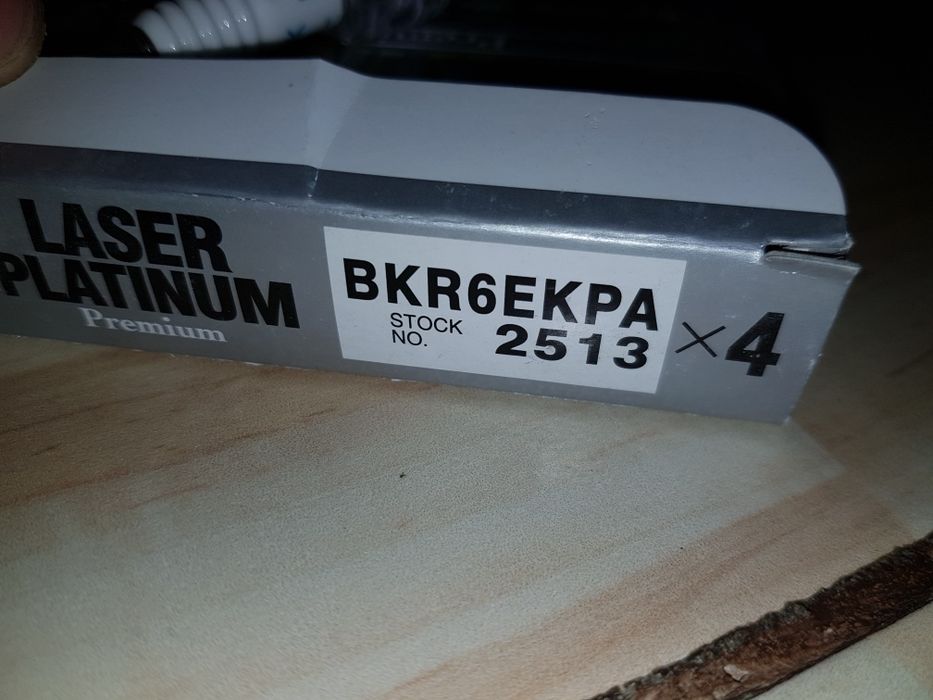 LASER
PLATINUM
Premium
BKR6EKPA
STOCK
NO. 2513
×4